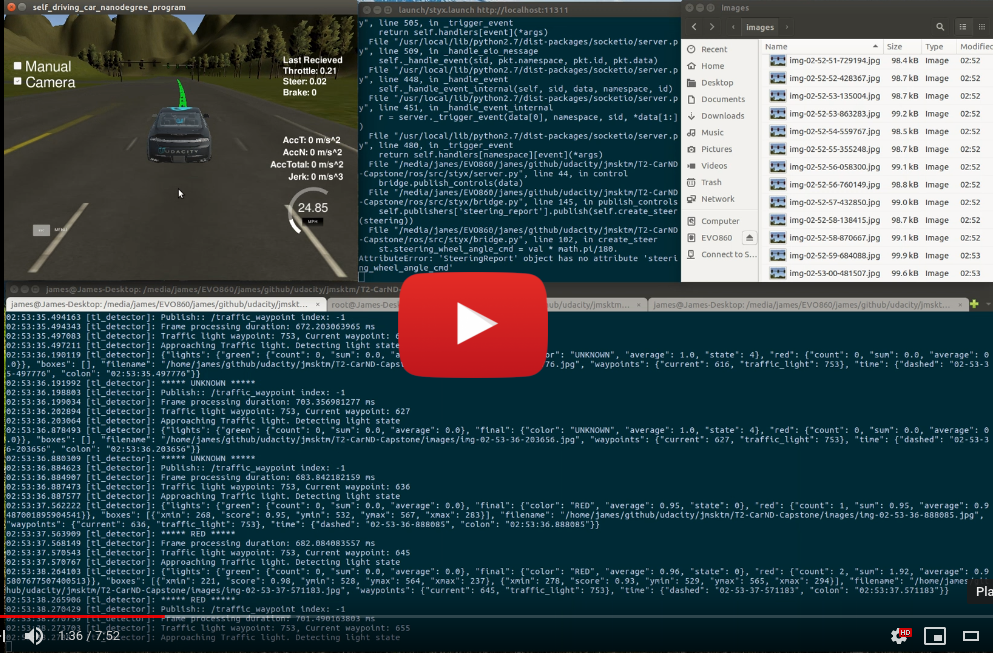 self_driving_car_nanodegree_program
Manual
Camera
Last Recieved
Throttle: 0.21
Steer: 0.02
Brake: 0
AccT: 0 m/s^2
AccN: 0 m/s^2
AccTotal: 0 m/s^2
Jerk: 0 m/s^3
24.85
MPH
MENU
UDACITY
launch/styx.launch http://localhost:11311
y", line 505, in _trigger_event
return self.handlers[event](*args)
File "/usr/local/lib/python2.7/dist-packages/socketio/server.p
y", line 509, in _handle_eio_message
self._handle_event(sid, pkt.namespace, pkt.id, pkt.data)
File "/usr/local/lib/python2.7/dist-packages/socketio/server.p
y", line 448, in _handle_event
self._handle_event_internal(self, sid, data, namespace, id)
File "/usr/local/lib/python2.7/dist-packages/socketio/server.p
y", line 451, in _handle_event_internal
r = server._trigger_event(data[0], namespace, sid, *data[1:]
)
File "/usr/local/lib/python2.7/dist-packages/socketio/server.p
y", line 480, in _trigger_event
return self.handlers[namespace][event](*args)
File "/media/james/EVO860/james/github/udacity/jmsktm/T2-CarND
-Capstone/ros/src/styx/server.py", line 44, in control
bridge.publish_controls(data)
File "/media/james/EVO860/james/github/udacity/jmsktm/T2-CarND
-Capstone/ros/src/styx/bridge.py", line 145, in publish_controls
self.publishers['steering_report'].publish(self.create_steer
(steering))
File "/media/james/EVO860/james/github/udacity/jmsktm/T2-CarND
-Capstone/ros/src/styx/bridge.py", line 102, in create_steer
st.steering_wheel_angle_cmd = val * math.pi/180.
AttributeError: 'SteeringReport' object has no attribute 'steeri
ng_wheel_angle_cmd'
images
images
Recent
Home
Desktop
Documents
Downloads
Music
Pictures
Videos
Trash
Network
Computer
EVO860
Connect to S...
Name Size Type Modified
img-02-52-51-729194.jpg 98.4 kB Image 02:52
img-02-52-52-428367.jpg 98.7 kB Image 02:52
img-02-52-53-135004.jpg 98.7 kB Image 02:52
img-02-52-53-863283.jpg 99.2 kB Image 02:52
img-02-52-54-559767.jpg 98.5 kB Image 02:52
img-02-52-55-355248.jpg 98.7 kB Image 02:52
img-02-52-56-058300.jpg 99.1 kB Image 02:52
img-02-52-56-760149.jpg 98.8 kB Image 02:52
img-02-52-57-432850.jpg 99.0 kB Image 02:52
img-02-52-58-138415.jpg 98.7 kB Image 02:52
img-02-52-58-870667.jpg 99.1 kB Image 02:52
img-02-52-59-684088.jpg 99.9 kB Image 02:52
img-02-53-00-481507.jpg 99.6 kB Image 02:53
james@James-Desktop: /media/james/EVO860/james/github/udacity/jmsktm/T2-CarND-Caps
james@James-Desktop: /media/james/EVO860/james/github/udacity/jmskt...
root@James-Des
hub/udacity/jmsktm...
james@James-Desktop: /media/james/EVO860/james/github/udacity/jmsktm...
02:53:35.494163 [tl_detector]: Publish:: /traffic_waypoint index: -1
02:53:35.494343 [tl_detector]: Frame processing duration: 672.203063965 ms
02:53:35.497083 [tl_detector]: Traffic light waypoint: 753, Current waypoint: 6
02:53:35.497211 [tl_detector]: Approaching Traffic light. Detecting light state
02:53:36.190119 [tl_detector]: {"lights": {"green": {"count": 0, "sum": 0.0, "av
color": "UNKNOWN", "average": 1.0, "state": 4}, "red": {"count": 0, "sum": 0.0, "average": 0
.0}}, "boxes": [], "filename": "/home/james/github/udacity/jmsktm/T2-CarND-Capst
76.jpg", "waypoints": {"current": 616, "traffic_light": 753}, "time": {"dashed": "02-53-3
5-497776", "colon": "02:53:35.497776"}}
02:53:36.191992 [tl_detector]: ***** UNKNOWN *****
02:53:36.198803 [tl_detector]: Publish:: /traffic_waypoint index: -1
02:53:36.199034 [tl_detector]: Frame processing duration: 703.356981277 ms
02:53:36.202894 [tl_detector]: Traffic light waypoint: 753, Current waypoint: 627
02:53:36.203064 [tl_detector]: Approaching Traffic light. Detecting light state
02:53:36.878493 [tl_detector]: {"lights": {"green": {"count": 0, "sum": 0.0, "average": 0.0}, "final": {"color": "UNKNOWN", "average": 1.0, "state": 4}, "red": {"count": 0, "sum": 0.0, "average": 0
.0}}, "boxes": [], "filename": "/home/james/github/udacity/jmsktm/T2-CarND-Capstone/images/img-02-53-36-203656.jpg", "waypoints": {"current": 627, "traffic_light": 753}, "time": {"dashed": "02-53-3
6-203656", "colon": "02:53:36.203656"}}
02:53:36.880309 [tl_detector]: ***** UNKNOWN *****
02:53:36.884623 [tl_detector]: Publish:: /traffic_waypoint index: -1
02:53:36.884907 [tl_detector]: Frame processing duration: 683.842182159 ms
02:53:36.887473 [tl_detector]: Traffic light waypoint: 753, Current waypoint: 636
02:53:36.887577 [tl_detector]: Approaching Traffic light. Detecting light state
02:53:37.562222 [tl_detector]: {"lights": {"green": {"count": 0, "sum": 0.0, "average": 0.0}, "final": {"color": "RED", "average": 0.95, "state": 0}, "red": {"count": 1, "sum": 0.95, "average": 0.9
487001895904541}}, "boxes": [{"xmin": 268, "score": 0.95, "ymin": 532, "ymax": 567, "xmax": 283}], "filename": "/home/james/github/udacity/jmsktm/T2-CarND-Capstone/images/img-02-53-36-888085.jpg",
"waypoints": {"current": 636, "traffic_light": 753}, "time": {"dashed": "02-53-36-888085", "colon": "02:53:36.888085"}}
02:53:37.563909 [tl_detector]: ***** RED *****
02:53:37.568149 [tl_detector]: Frame processing duration: 682.084083557 ms
02:53:37.570543 [tl_detector]: Traffic light waypoint: 753, Current waypoint: 645
02:53:37.570767 [tl_detector]: Approaching Traffic light. Detecting light state
02:53:38.264103 [tl_detector]: {"lights": {"green": {"count": 0, "sum": 0.0, "average": 0.0}, "final": {"color": "RED", "average": 0.96, "state": 0}, "red": {"count": 2, "sum": 1.92, "average": 0.9
5807677507400513}}, "boxes": [{"xmin": 221, "score": 0.98, "ymin": 528, "ymax": 564, "xmax": 237}, {"xmin": 278, "score": 0.93, "ymin": 529, "ymax": 565, "xmax": 294}], "filename": "/home/james
hub/udacity/jmsktm/T2-CarND-Capstone/images/img-02-53-37-571183.jpg", "waypoints": {"current": 645, "traffic_light": 753}, "time": {"dashed": "02-53-37-571183", "colon": "02:53:37.571183"}}
02:53:38.265906 [tl_detector]: ***** RED *****
02:53:38.270429 [tl_detector]: Publish:: /traffic_waypoint index: -1
02:53:38.270739 [tl_detector]: Frame processing duration: 701.490163803 ms
02:53:38.273703 [tl_detector]: Traffic light waypoint: 753, Current waypoint: 655
[tl_detector]: Approaching Traffic light. Detecting light state
Pla
1:36 / 7:52
HD